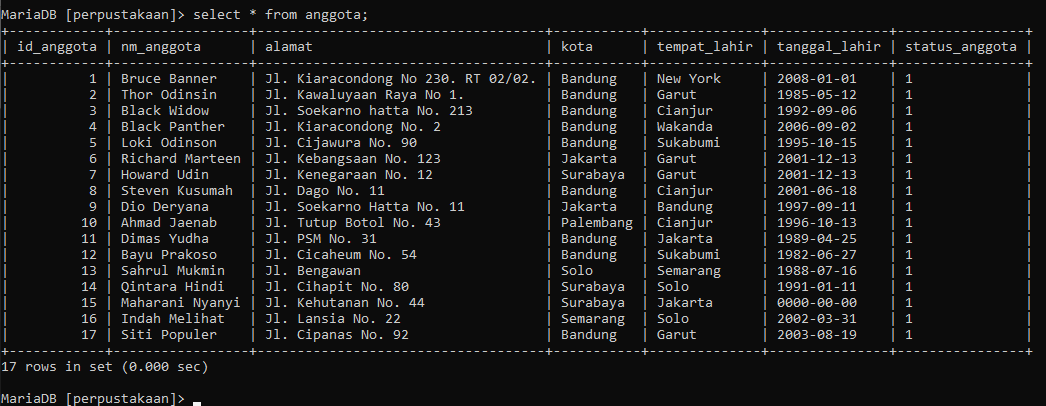 MariaDB [perpustakaan]> select * from anggota;
+------------+-----------------+------------------------------------+-----------+--------------+---------------+----------------+
| id_anggota | nm_anggota      | alamat                             | kota      | tempat_lahir | tanggal_lahir | status_anggota |
+------------+-----------------+------------------------------------+-----------+--------------+---------------+----------------+
|          1 | Bruce Banner    | Jl. Kiaracondong No 230. RT 02/02. | Bandung   | New York     | 2008-01-01    | 1              |
|          2 | Thor Odinsin    | Jl. Kawaluyaan Raya No 1.          | Bandung   | Garut        | 1985-05-12    | 1              |
|          3 | Black Widow     | Jl. Soekarno hatta No. 213         | Bandung   | Cianjur      | 1992-09-06    | 1              |
|          4 | Black Panther   | Jl. Kiaracondong No. 2             | Bandung   | Wakanda      | 2006-09-02    | 1              |
|          5 | Loki Odinson    | Jl. Cijawura No. 90                | Bandung   | Sukabumi     | 1995-10-15    | 1              |
|          6 | Richard Marteen | Jl. Kebangsaan No. 123             | Jakarta   | Garut        | 2001-12-13    | 1              |
|          7 | Howard Udin     | Jl. Kenegaraan No. 12              | Surabaya  | Garut        | 2001-12-13    | 1              |
|          8 | Steven Kusumah  | Jl. Dago No. 11                    | Bandung   | Cianjur      | 2001-06-18    | 1              |
|          9 | Dio Deryana     | Jl. Soekarno Hatta No. 11          | Jakarta   | Bandung      | 1997-09-11    | 1              |
|         10 | Ahmad Jaenab    | Jl. Tutup Botol No. 43             | Palembang | Cianjur      | 1996-10-13    | 1              |
|         11 | Dimas Yudha     | Jl. PSM No. 31                     | Bandung   | Jakarta      | 1989-04-25    | 1              |
|         12 | Bayu Prakoso    | Jl. Cicaheum No. 54                | Bandung   | Sukabumi     | 1982-06-27    | 1              |
|         13 | Sahrul Mukmin   | Jl. Bengawan                       | Solo      | Semarang     | 1988-07-16    | 1              |
|         14 | Qintara Hindi   | Jl. Cihapit No. 80                 | Surabaya  | Solo         | 1991-01-11    | 1              |
|         15 | Maharani Nyanyi | Jl. Kehutanan No. 44               | Surabaya  | Jakarta      | 0000-00-00    | 1              |
|         16 | Indah Melihat   | Jl. Lansia No. 22                  | Semarang  | Solo         | 2002-03-31    | 1              |
|         17 | Siti Populer    | Jl. Cipanas No. 92                 | Bandung   | Garut        | 2003-08-19    | 1              |
+------------+-----------------+------------------------------------+-----------+--------------+---------------+----------------+
17 rows in set (0.000 sec)
MariaDB [perpustakaan]>